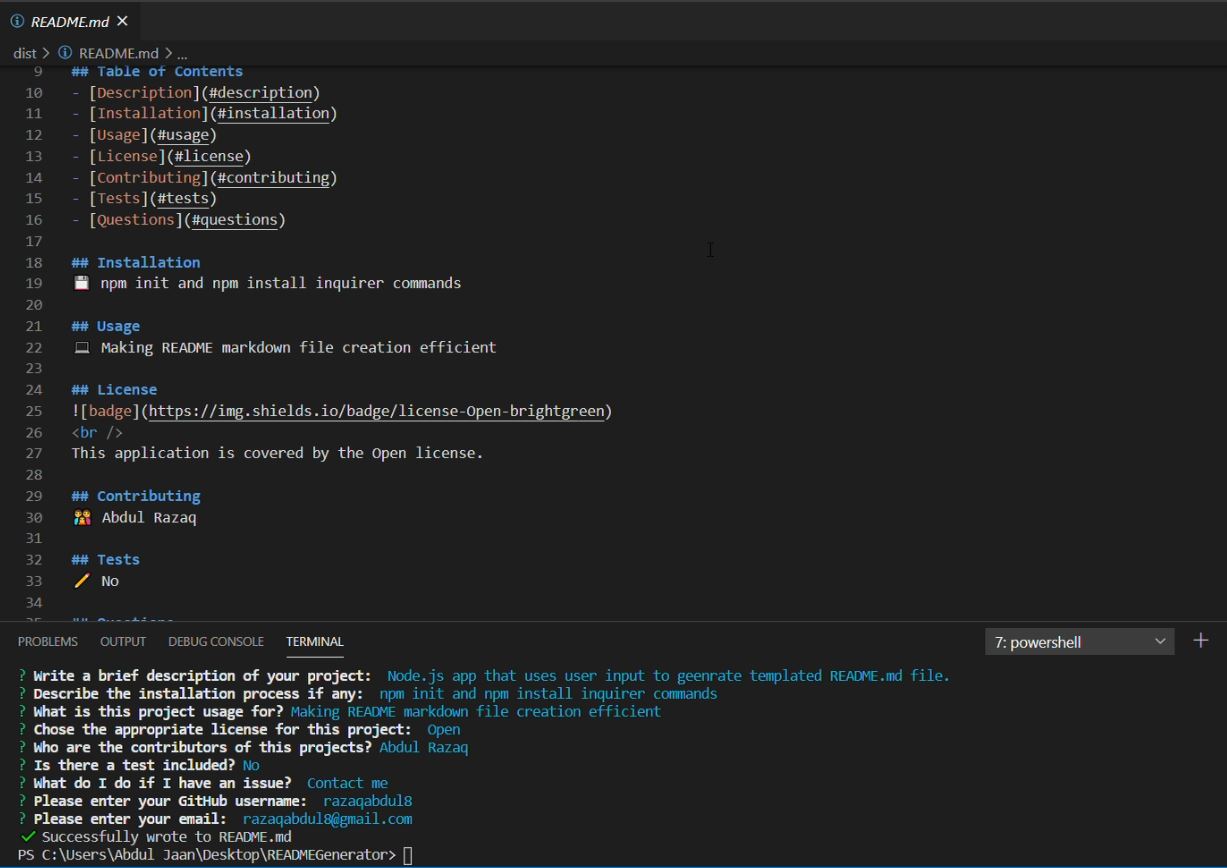 README.md
dist > README.md > ...
9 ## Table of Contents
10 - [Description](#description)
11 - [Installation](#installation)
12 - [Usage](#usage)
13 - [License](#license)
14 - [Contributing](#contributing)
15 - [Tests](#tests)
16 - [Questions](#questions)
17
18 ## Installation
19 💾 npm init and npm install inquirer commands
20
21 ## Usage
22 💻 Making README markdown file creation efficient
23
24 ## License
25 ![badge](https://img.shields.io/badge/license-Open-brightgreen)
26 <br />
27 This application is covered by the Open license.
28
29 ## Contributing
30 👪 Abdul Razaq
31
32 ## Tests
33 ✏️ No
34
35 ## Questions
PROBLEMS OUTPUT DEBUG CONSOLE TERMINAL 7: powershell
? Write a brief description of your project: Node.js app that uses user input to geenrate templated README.md file.
? Describe the installation process if any: npm init and npm install inquirer commands
? What is this project usage for? Making README markdown file creation efficient
? Chose the appropriate license for this project: Open
? Who are the contributors of this projects? Abdul Razaq
? Is there a test included? No
? What do I do if I have an issue? Contact me
? Please enter your GitHub username: razaqabdul8
? Please enter your email: razaqabdul8@gmail.com
✔ Successfully wrote to README.md
PS C:\Users\Abdul Jaan\Desktop\READMEGenerator>